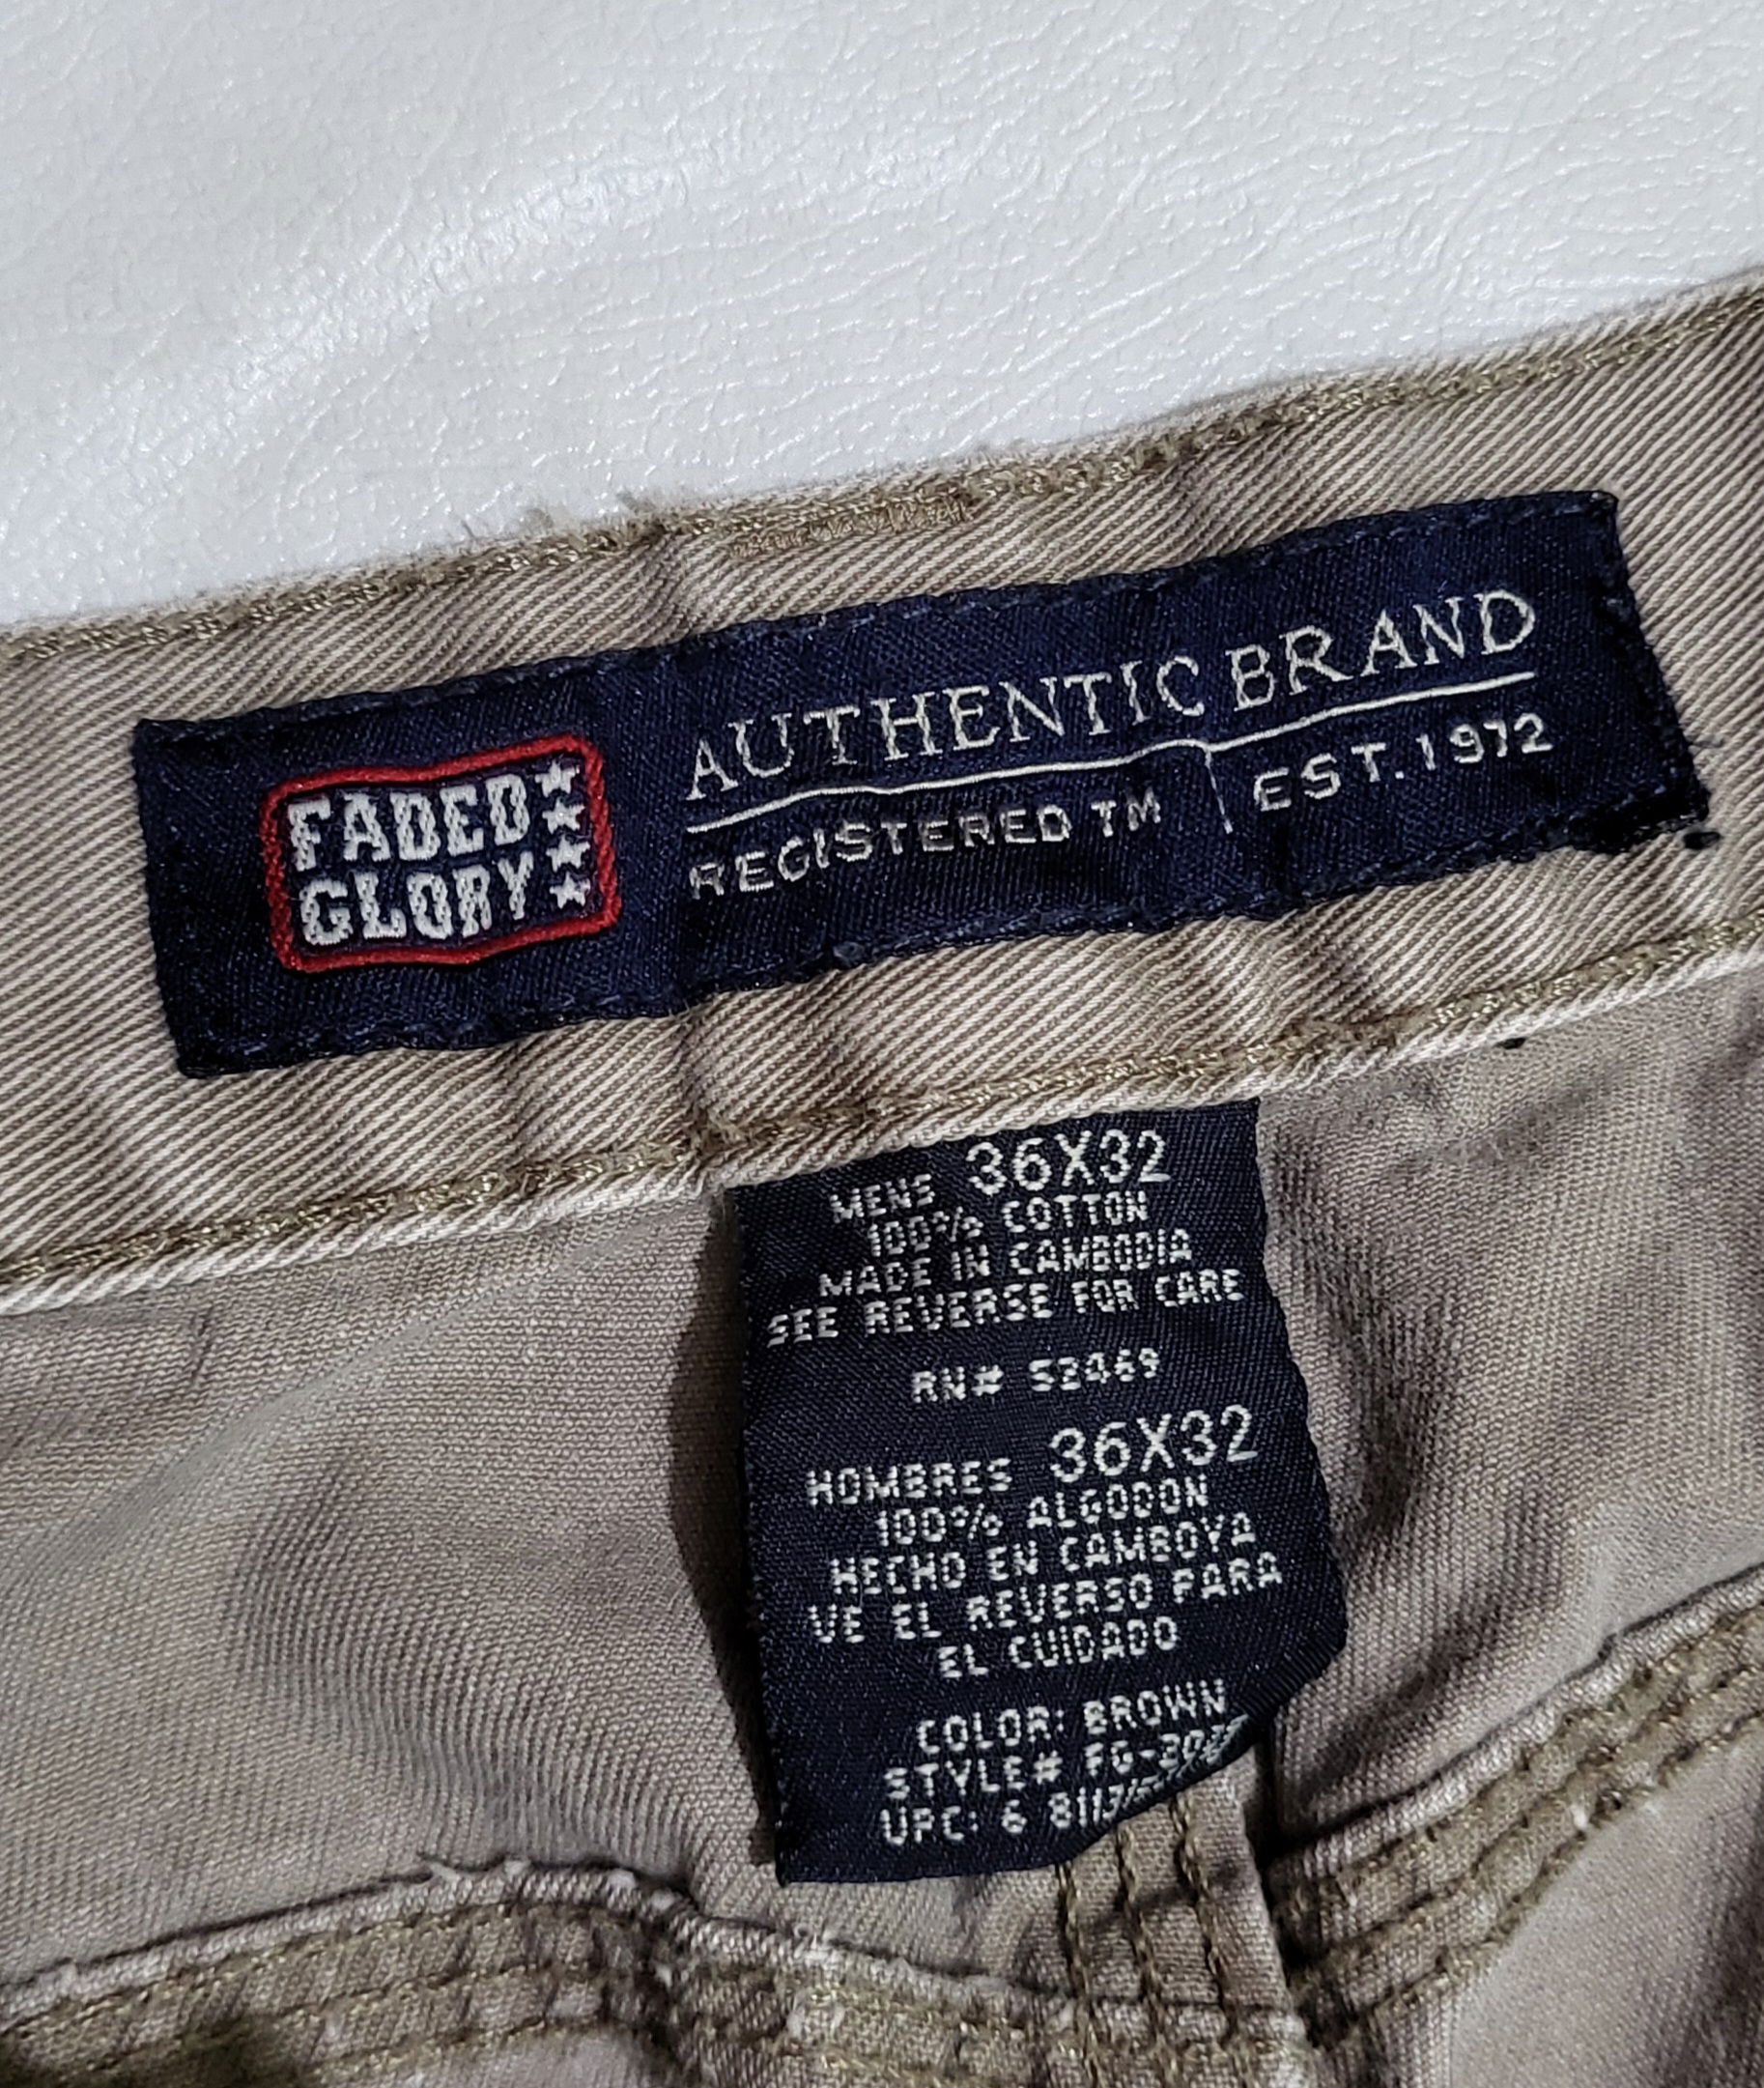 FADED
GLORY
AUTHENTIC BRAND
REGISTERED TM | EST. 1972
MENS 36X32
100% COTTON
MADE IN CAMBODIA
SEE REVERSE FOR CARE
RN# 52469
HOMBRES 36X32
100% ALGODON
HECHO EN CAMBOYA
VE EL REVERSO PARA
EL CUIDADO
COLOR: BROWN
STYLE#
UPC: 6